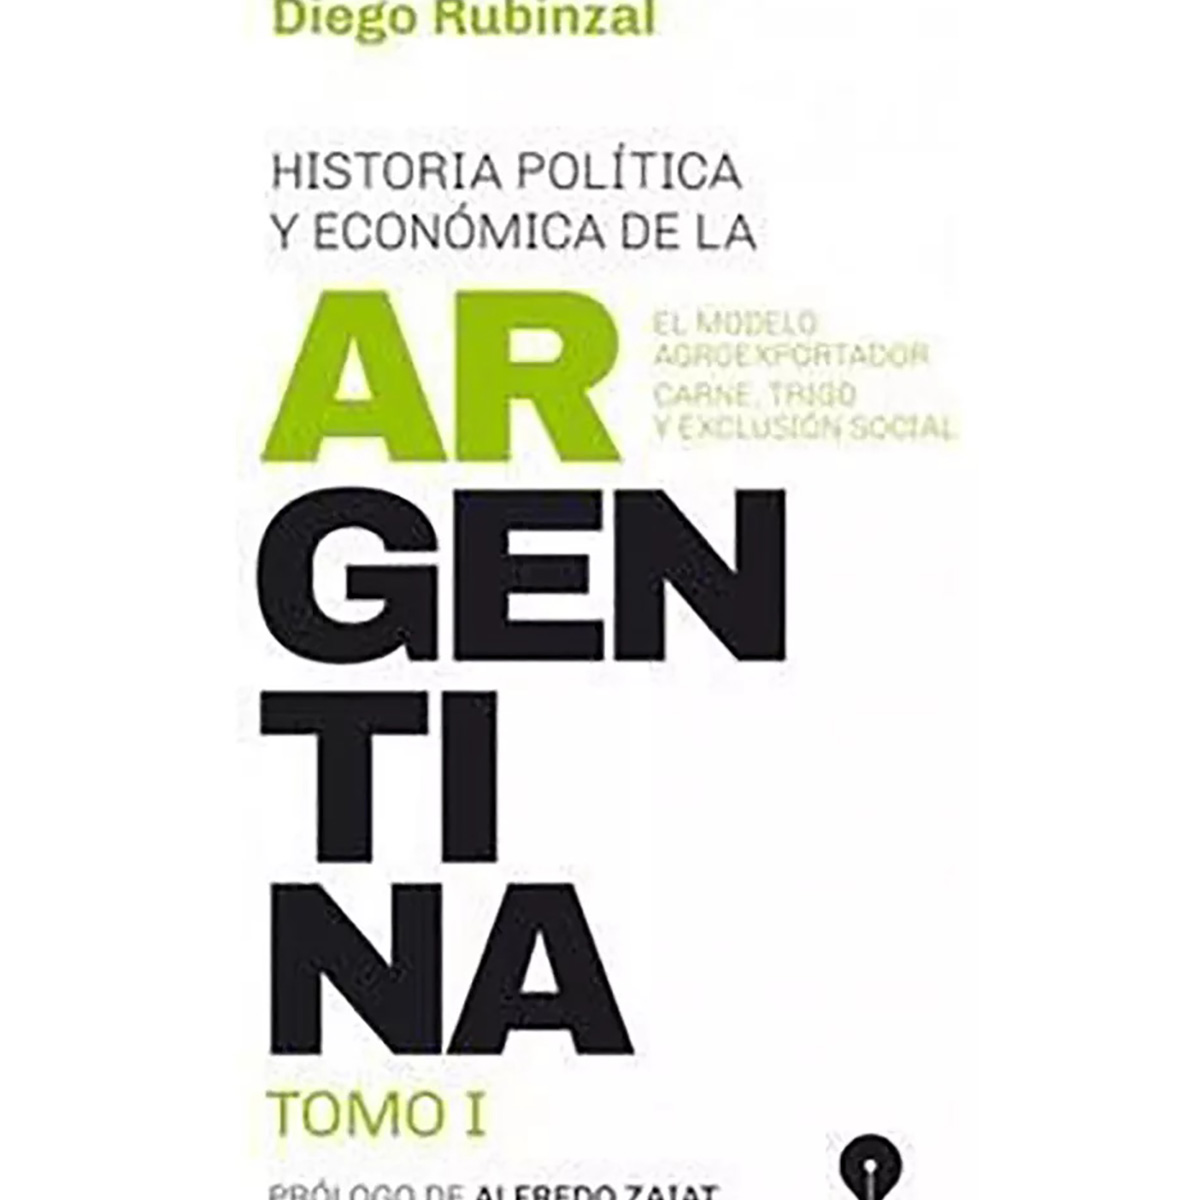 Diego Rubinzal
HISTORIA POLÍTICA
Y ECONÓMICA DE LA
AR
EL MODELO
AGROEXPORTADOR
CARNE, TRIGO
Y EXCLUSIÓN SOCIAL
GEN
TI
NA
TOMO I
PRÓLOGO DE ALFREDO ZAIAT